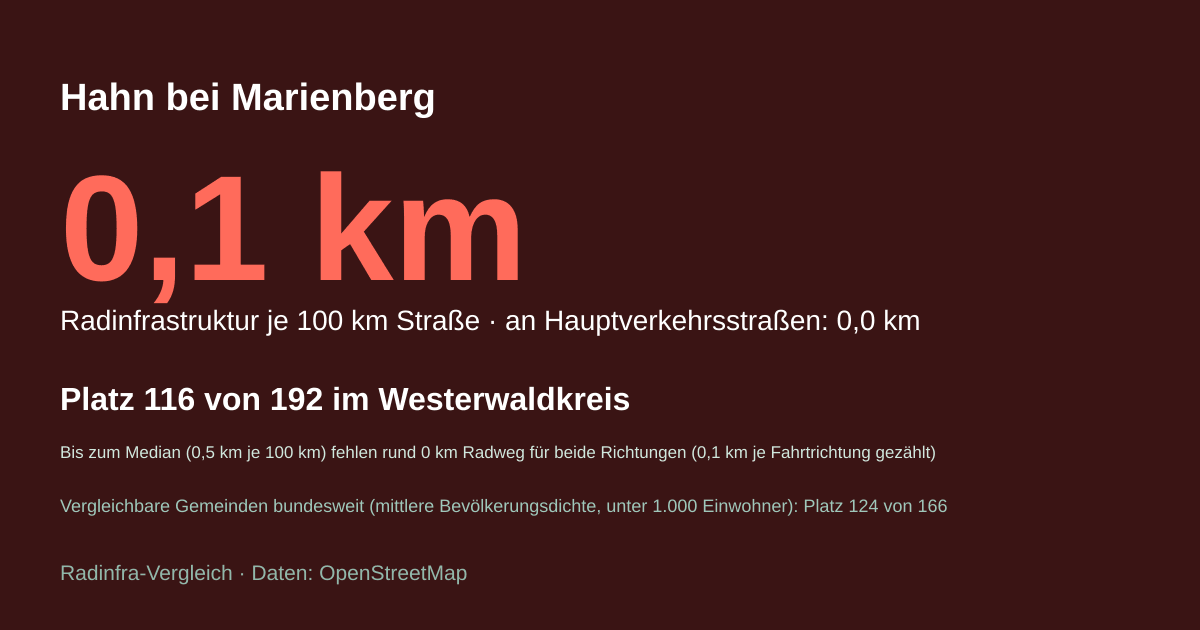 Hahn bei Marienberg
0,1 km
Radinfrastruktur je 100 km Straße · an Hauptverkehrsstraßen: 0,0 km
Platz 116 von 192 im Westerwaldkreis
Bis zum Median (0,5 km je 100 km) fehlen rund 0 km Radweg für beide Richtungen (0,1 km je Fahrtrichtung gezählt)
Vergleichbare Gemeinden bundesweit (mittlere Bevölkerungsdichte, unter 1.000 Einwohner): Platz 124 von 166
Radinfra-Vergleich · Daten: OpenStreetMap